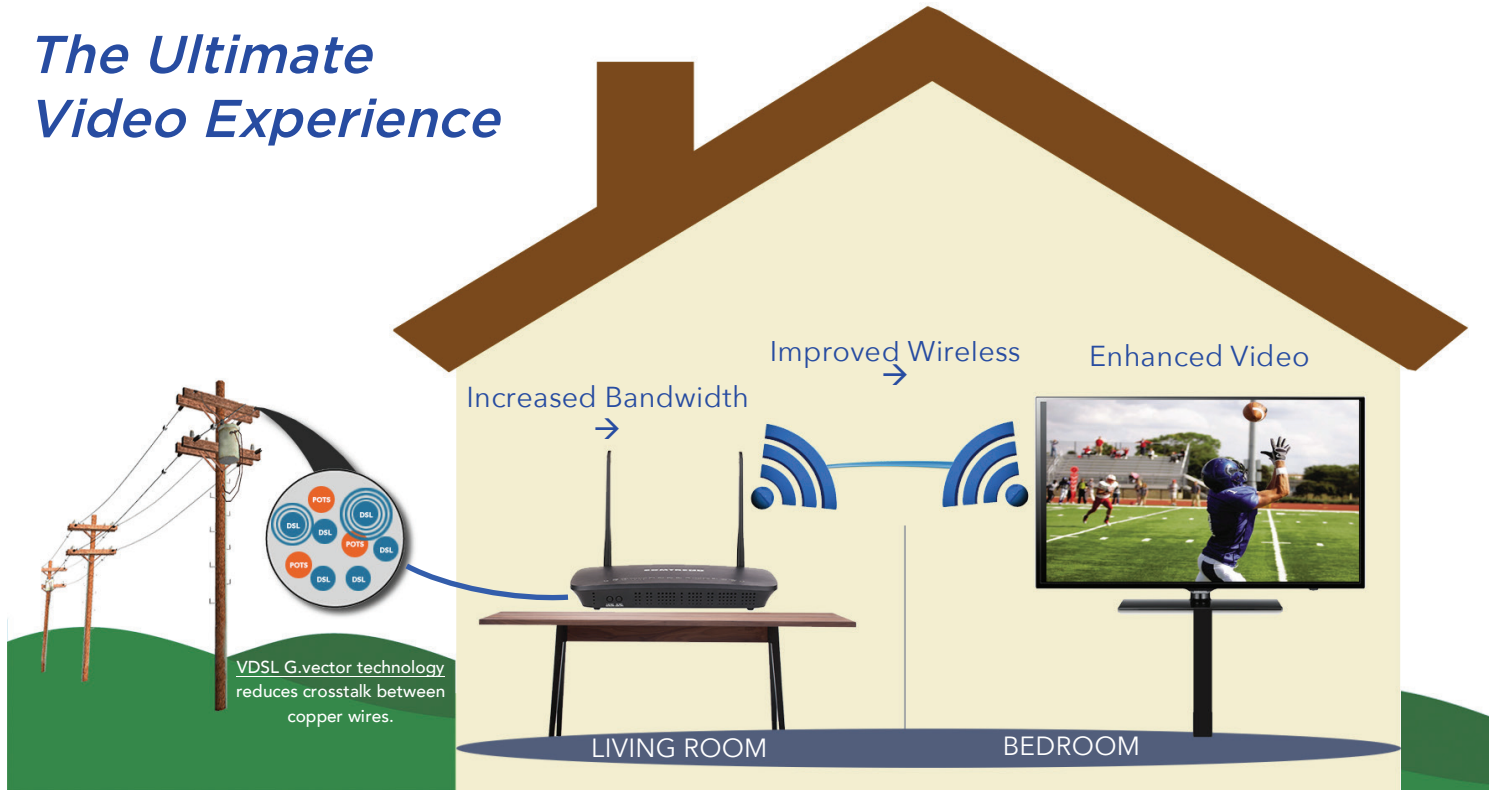 The Ultimate
Video Experience
Improved Wireless
→
Enhanced Video
Increased Bandwidth
→
POTS
DSL
DSL
DSL
POTS
DSL
POTS
DSL
DSL
COMTREND
VDSL G.vector technology
reduces crosstalk between
copper wires.
LIVING ROOM
BEDROOM